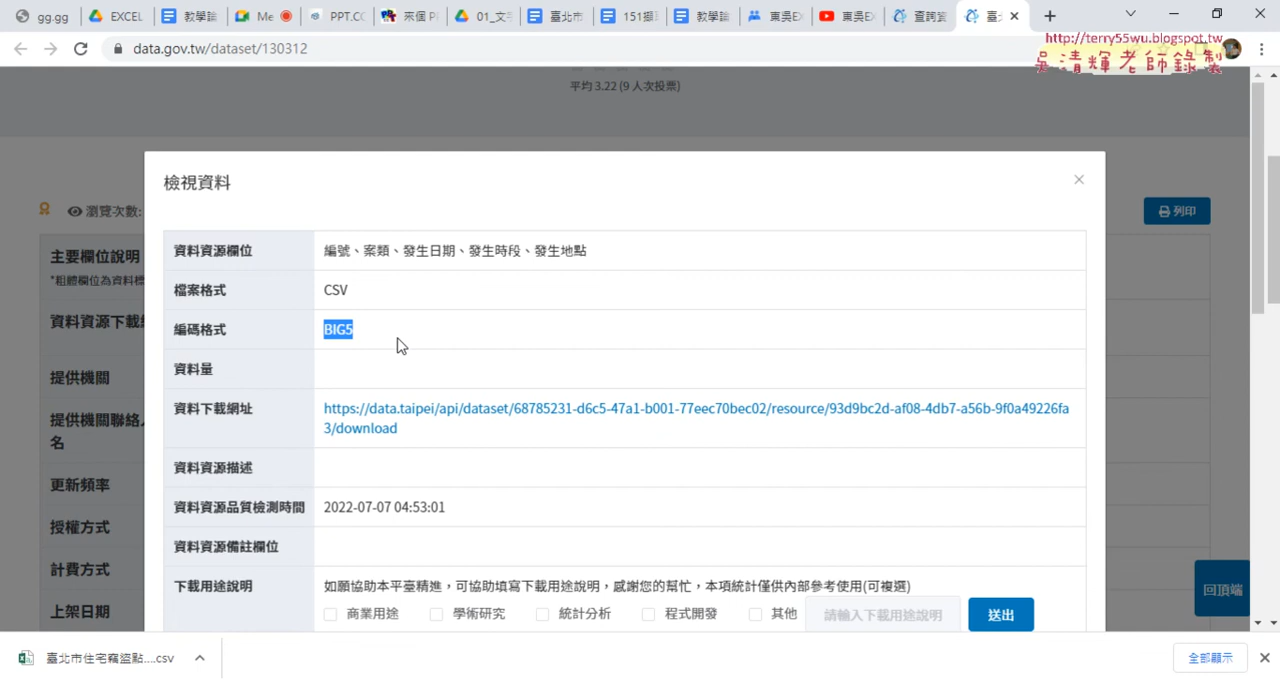 gg.gg
EXCEL
教學論
Me
PPT.CC
來個 P
01_文字
臺北市
151擷
教學論
東吳EX
東吳EX
查詢資
臺
data.gov.tw/dataset/130312
http://terry55wu.blogspot.tw
吳清輝老師錄製
平均 3.22 (9 人次投票)
檢視資料
瀏覽次數:
列印
主要欄位說明
資料資源欄位
編號、案類、發生日期、發生時段、發生地點
檔案格式
CSV
資料資源下載
編碼格式
BIG5
提供機關
資料量
提供機關聯絡
名
資料下載網址
https://data.taipei/api/dataset/68785231-d6c5-47a1-b001-77eec70bec02/resource/93d9bc2d-af08-4db7-a56b-9f0a49226fa
3/download
更新頻率
資料資源描述
授權方式
資料資源品質檢測時間
2022-07-07 04:53:01
計費方式
資料資源備註欄位
上架日期
下載用途說明
如願協助本平臺精進，可協助填寫下載用途說明，感謝您的幫忙，本項統計僅供內部參考使用(可複選)
商業用途
學術研究
統計分析
程式開發
其他
請輸入下載用途說明
送出
回頂端
臺北市住宅竊盜點....csv
全部顯示